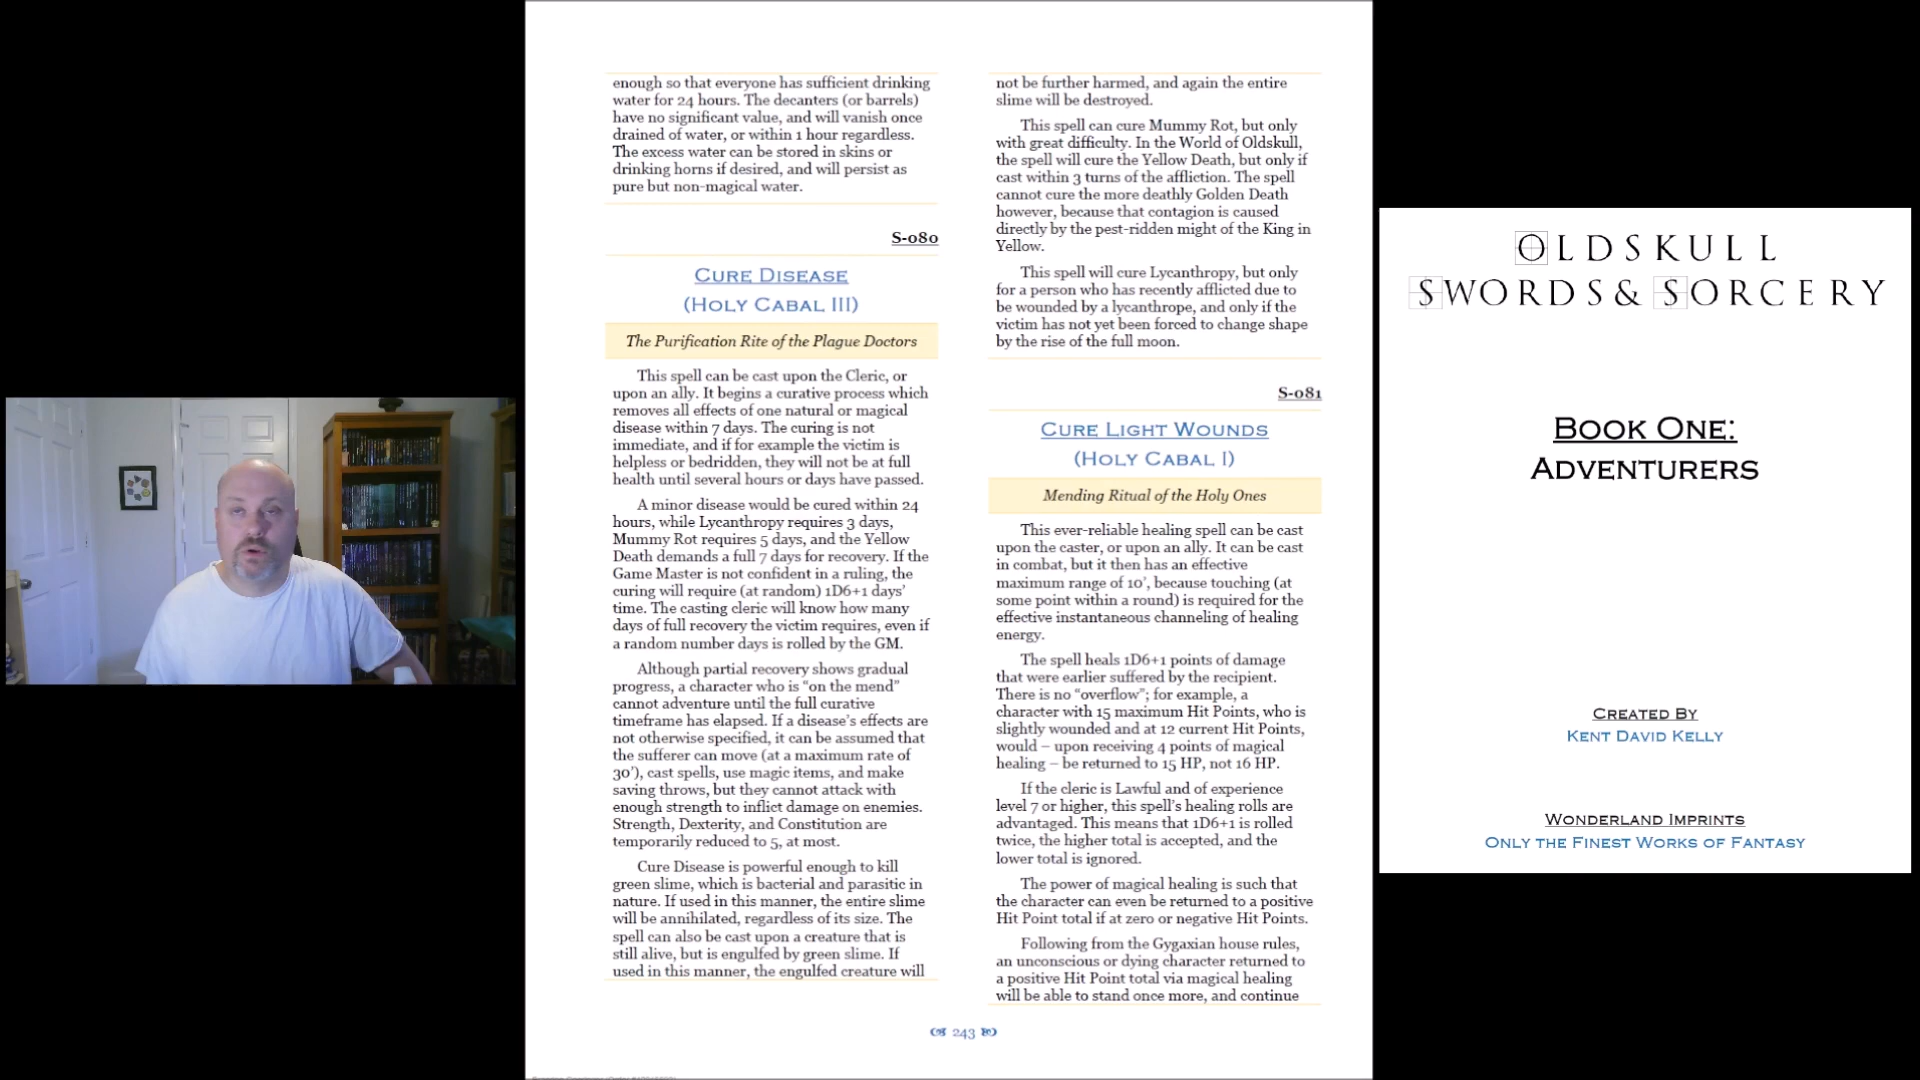 enough so that everyone has sufficient drinking
water for 24 hours. The decanters (or barrels)
have no significant value, and will vanish once
drained of water, or within 1 hour regardless.
The excess water can be stored in skins or
drinking horns if desired, and will persist as
pure but non-magical water.
S-080
CURE DISEASE
(HOLY CABAL III)
The Purification Rite of the Plague Doctors
This spell can be cast upon the Cleric, or
upon an ally. It begins a curative process which
removes all effects of one natural or magical
disease within 7 days. The curing is not
immediate, and if for example the victim is
helpless or bedridden, they will not be at full
health until several hours or days have passed.
A minor disease would be cured within 24
hours, while Lycanthropy requires 3 days,
Mummy Rot requires 5 days, and the Yellow
Death demands a full 7 days for recovery. If the
Game Master is not confident in a ruling, the
curing will require (at random) 1D6+1 days’
time. The casting cleric will know how many
days of full recovery the victim requires, even if
a random number days is rolled by the GM.
Although partial recovery shows gradual
progress, a character who is “on the mend”
cannot adventure until the full curative
timeframe has elapsed. If a disease’s effects are
not otherwise specified, it can be assumed that
the sufferer can move (at a maximum rate of
30’), cast spells, use magic items, and make
saving throws, but they cannot attack with
enough strength to inflict damage on enemies.
Strength, Dexterity, and Constitution are
temporarily reduced to 5, at most.
Cure Disease is powerful enough to kill
green slime, which is bacterial and parasitic in
nature. If used in this manner, the entire slime
will be annihilated, regardless of its size. The
spell can also be cast upon a creature that is
still alive, but is engulfed by green slime. If
used in this manner, the engulfed creature will
not be further harmed, and again the entire
slime will be destroyed.
This spell can cure Mummy Rot, but only
with great difficulty. In the World of Oldskull,
the spell will cure the Yellow Death, but only if
cast within 3 turns of the affliction. The spell
cannot cure the more deathly Golden Death
however, because that contagion is caused
directly by the pest-ridden might of the King in
Yellow.
This spell will cure Lycanthropy, but only
for a person who has recently afflicted due to
be wounded by a lycanthrope, and only if the
victim has not yet been forced to change shape
by the rise of the full moon.
S-081
CURE LIGHT WOUNDS
(HOLY CABAL I)
Mending Ritual of the Holy Ones
This ever-reliable healing spell can be cast
upon the caster, or upon an ally. It can be cast
in combat, but it then has an effective
maximum range of 10’, because touching (at
some point within a round) is required for the
effective instantaneous channeling of healing
energy.
The spell heals 1D6+1 points of damage
that were earlier suffered by the recipient.
There is no “overflow”; for example, a
character with 15 maximum Hit Points, who is
slightly wounded and at 12 current Hit Points,
would – upon receiving 4 points of magical
healing – be returned to 15 HP, not 16 HP.
If the cleric is Lawful and of experience
level 7 or higher, this spell’s healing rolls are
advantaged. This means that 1D6+1 is rolled
twice, the higher total is accepted, and the
lower total is ignored.
The power of magical healing is such that
the character can even be returned to a positive
Hit Point total if at zero or negative Hit Points.
Following from the Gygaxian house rules,
an unconscious or dying character returned to
a positive Hit Point total via magical healing
will be able to stand once more, and continue
243
OLDSKULL
SWORDS & SORCERY
BOOK ONE:
ADVENTURERS
CREATED BY
KENT DAVID KELLY
WONDERLAND IMPRINTS
ONLY THE FINEST WORKS OF FANTASY